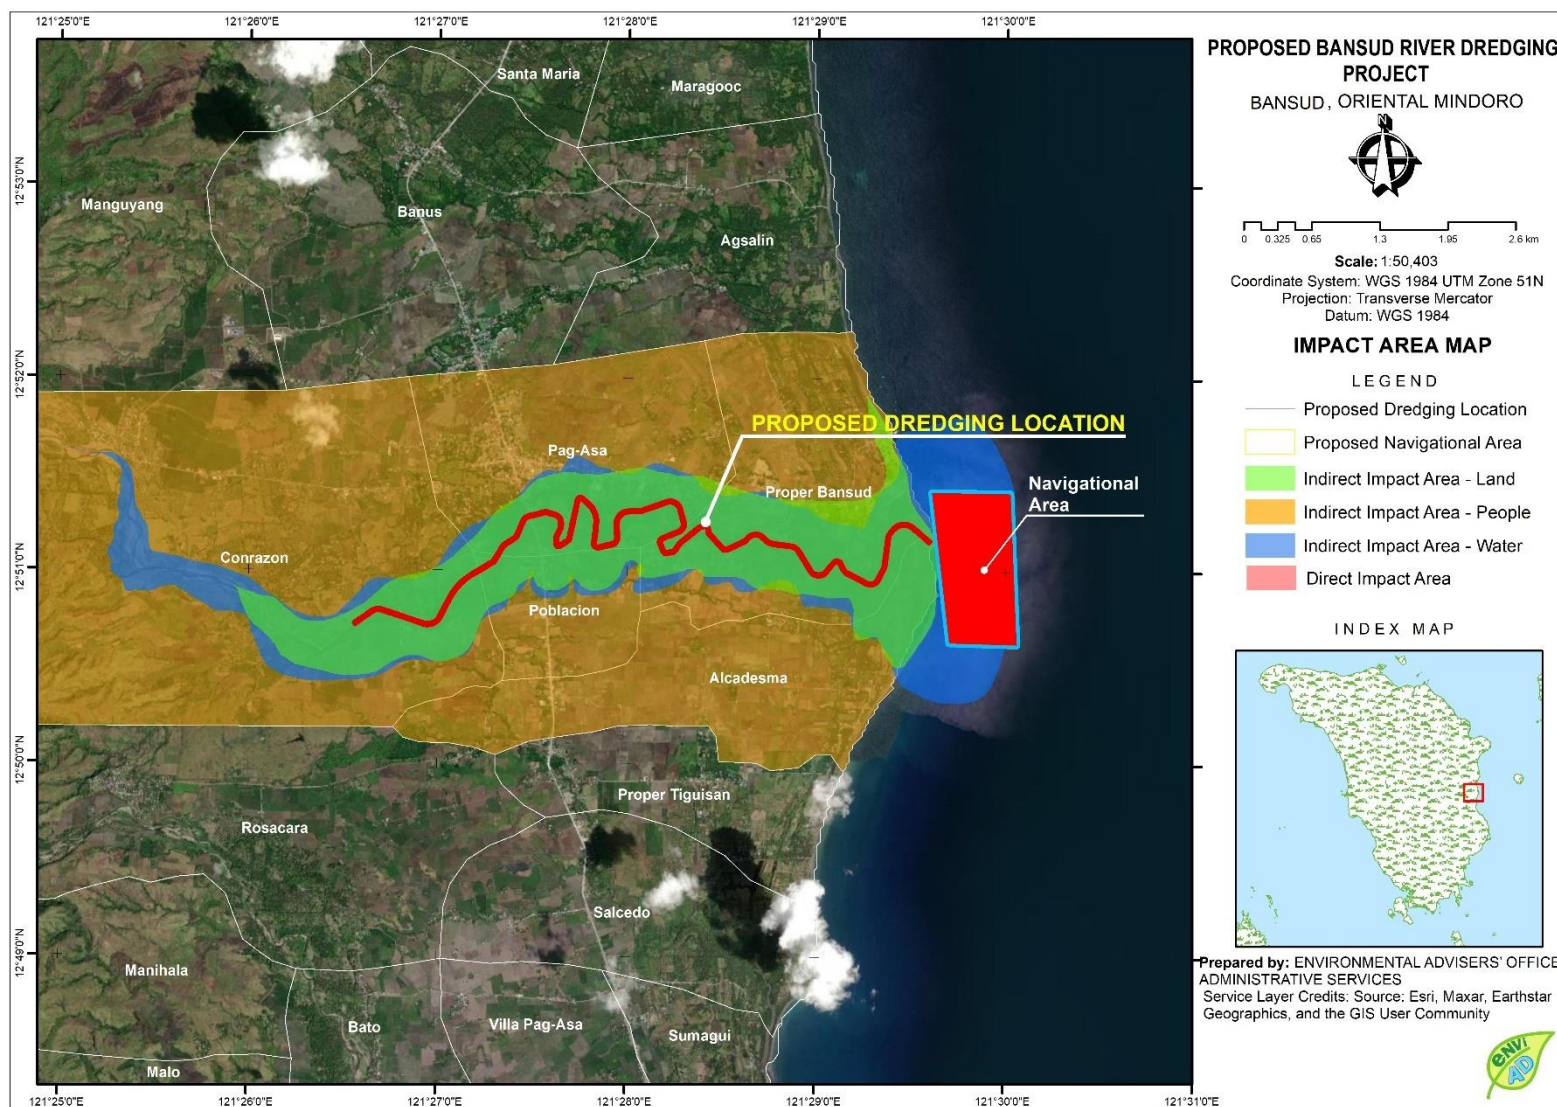 121°25'0"E 121°26'0"E 121°27'0"E 121°28'0"E 121°29'0"E 121°30'0"E
PROPOSED BANSUD RIVER DREDGING
PROJECT
BANSUD, ORIENTAL MINDORO
N
0 0.325 0.65 1.3 1.95 2.6 km
Scale: 1:50,403
Coordinate System: WGS 1984 UTM Zone 51N
Projection: Transverse Mercator
Datum: WGS 1984
IMPACT AREA MAP
LEGEND
Proposed Dredging Location
Proposed Navigational Area
Indirect Impact Area - Land
Indirect Impact Area - People
Indirect Impact Area - Water
Direct Impact Area
INDEX MAP
Prepared by: ENVIRONMENTAL ADVISERS' OFFICE
ADMINISTRATIVE SERVICES
Service Layer Credits: Source: Esri, Maxar, Earthstar
Geographics, and the GIS User Community
eNVi
AD
Santa Maria
Maragooc
12°53'0"N
Manguyang
Banus
Agsalin
12°52'0"N
PROPOSED DREDGING LOCATION
Pag-Asa
Proper Bansud
Navigational
Area
12°51'0"N
Conrazon
Poblacion
Alcadesma
12°50'0"N
Proper Tiguisan
Rosacara
Salcedo
12°49'0"N
Manihala
Bato
Villa Pag-Asa
Sumagui
Malo
121°25'0"E 121°26'0"E 121°27'0"E 121°28'0"E 121°29'0"E 121°30'0"E 121°31'0"E